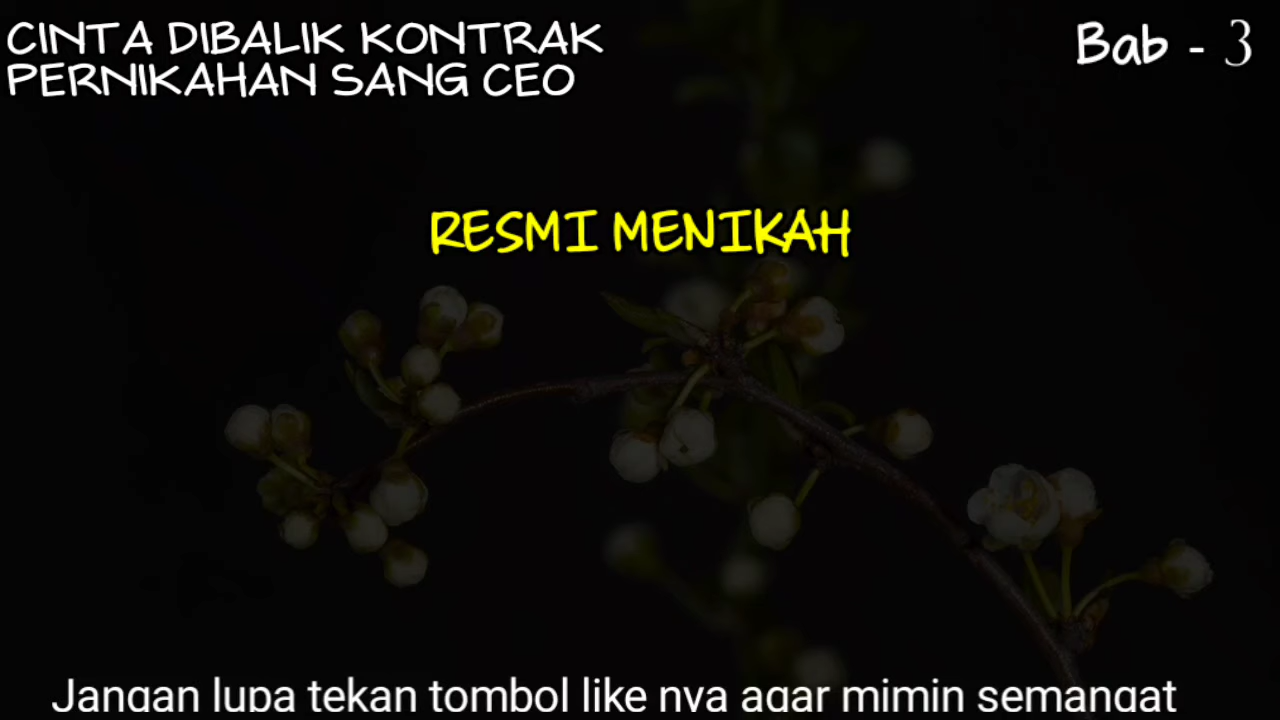 CINTA DIBALIK KONTRAK
PERNIKAHAN SANG CEO
Bab - 3
RESMI MENIKAH
Jangan lupa tekan tombol like nya agar mimin semangat